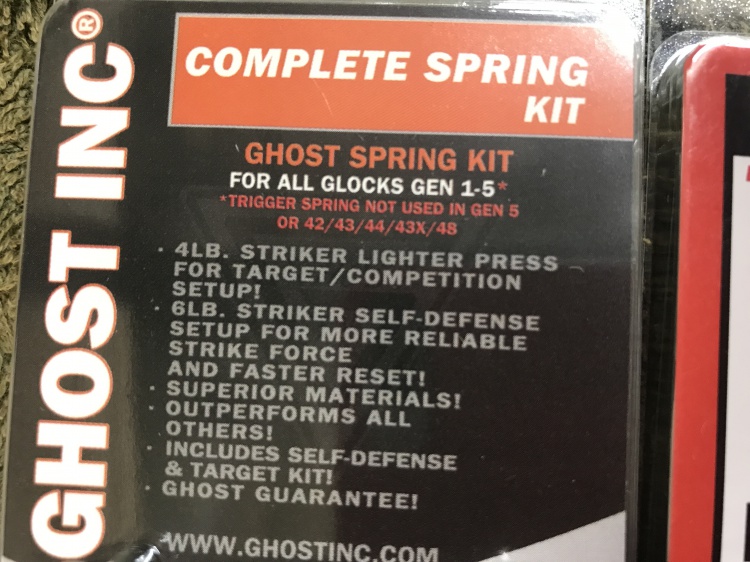 GHOST INC®
COMPLETE SPRING
KIT
GHOST SPRING KIT
FOR ALL GLOCKS GEN 1-5*
*TRIGGER SPRING NOT USED IN GEN 5
OR 42/43/44/43X/48
· 4LB. STRIKER LIGHTER PRESS
FOR TARGET/COMPETITION
SETUP!
· 6LB. STRIKER SELF-DEFENSE
SETUP FOR MORE RELIABLE
STRIKE FORCE
AND FASTER RESET!
· SUPERIOR MATERIALS!
· OUTPERFORMS ALL
OTHERS!
· INCLUDES SELF-DEFENSE
& TARGET KIT!
· GHOST GUARANTEE!
WWW.GHOSTINC.COM